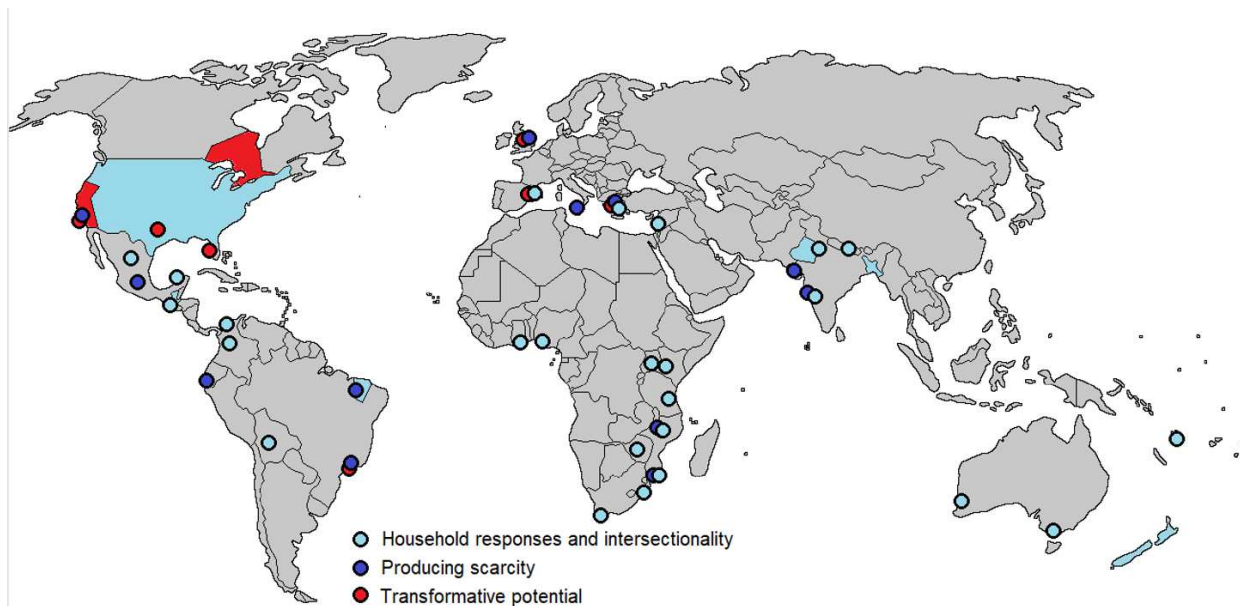 Household responses and intersectionality
Producing scarcity
Transformative potential